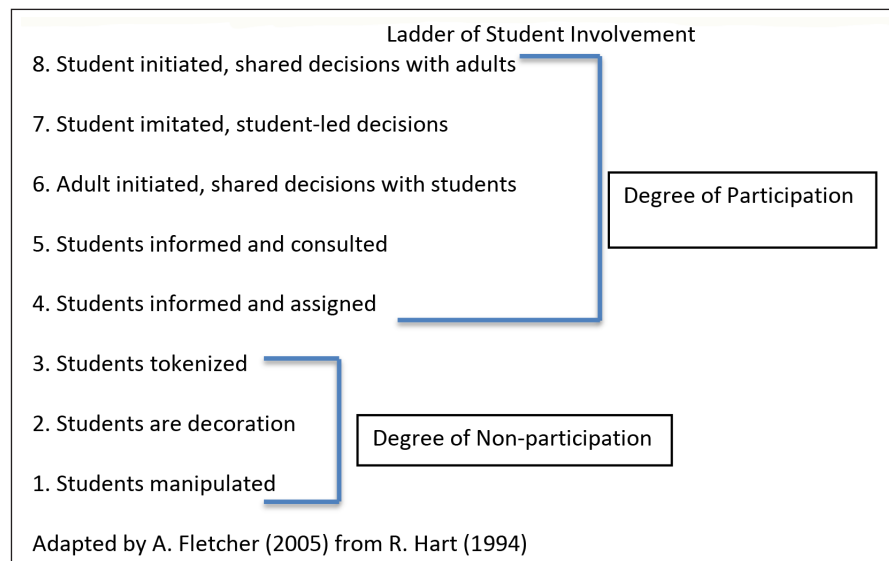 Ladder of Student Involvement
8. Student initiated, shared decisions with adults
7. Student imitated, student-led decisions
6. Adult initiated, shared decisions with students
Degree of Participation
5. Students informed and consulted
4. Students informed and assigned
3. Students tokenized
2. Students are decoration
Degree of Non-participation
1. Students manipulated
Adapted by A. Fletcher (2005) from R. Hart (1994)